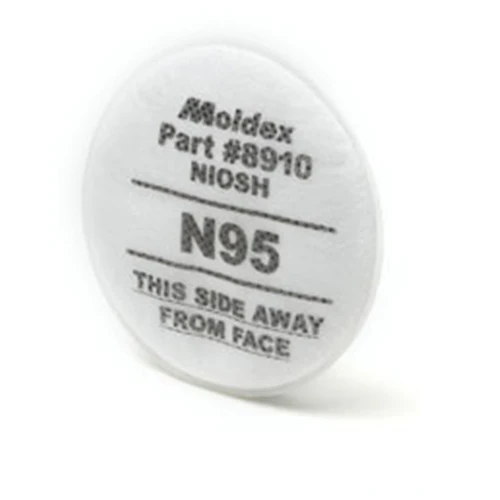 Moldex
Part #8910
NIOSH
N95
THIS SIDE AWAY
FROM FACE